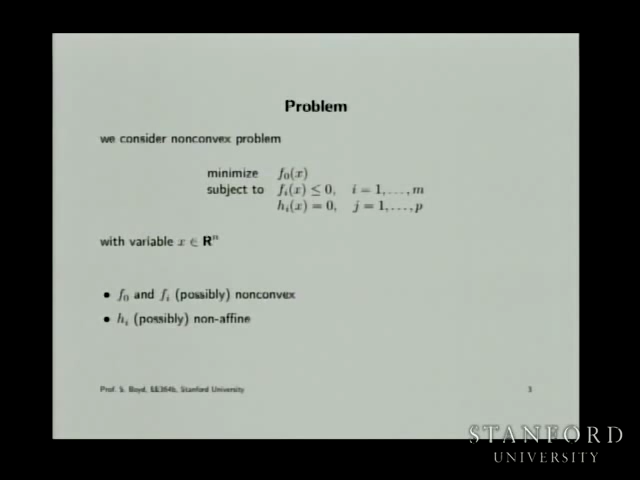 Problem
we consider nonconvex problem
minimize f₀(x)
subject to fᵢ(x) ≤ 0, i = 1, . . . , m
hᵢ(x) = 0, j = 1, . . . , p
with variable x ∈ Rⁿ
• f₀ and fᵢ (possibly) nonconvex
• hᵢ (possibly) non-affine
Prof. S. Boyd, EE364b, Stanford University 3
STANFORD
UNIVERSITY